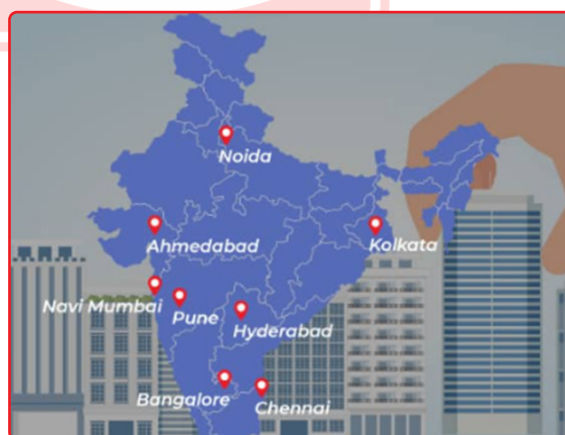 Noida
Ahmedabad
Kolkata
Navi Mumbai
Pune
Hyderabad
Bangalore
Chennai